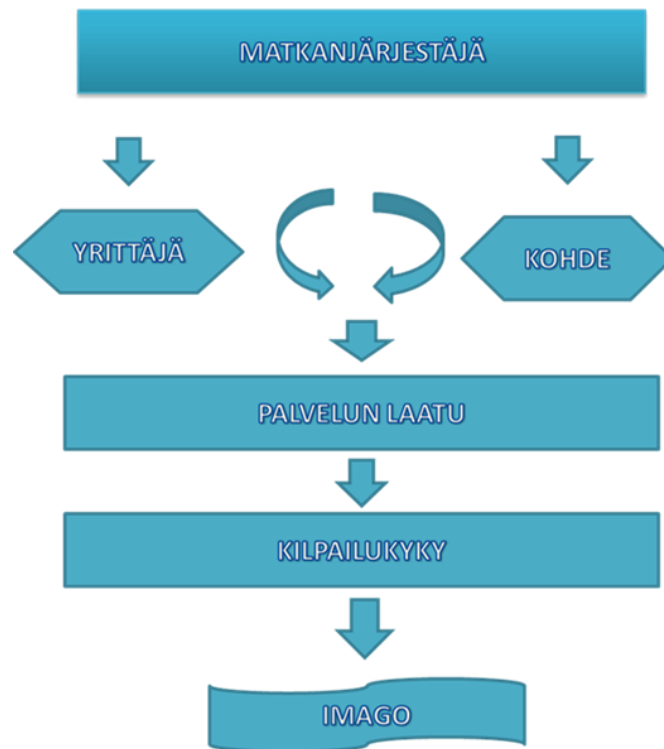 MATKANJÄRJESTÄJÄ
YRITTÄJÄ
KOHDE
PALVELUN LAATU
KILPAILUKYKY
IMAGO